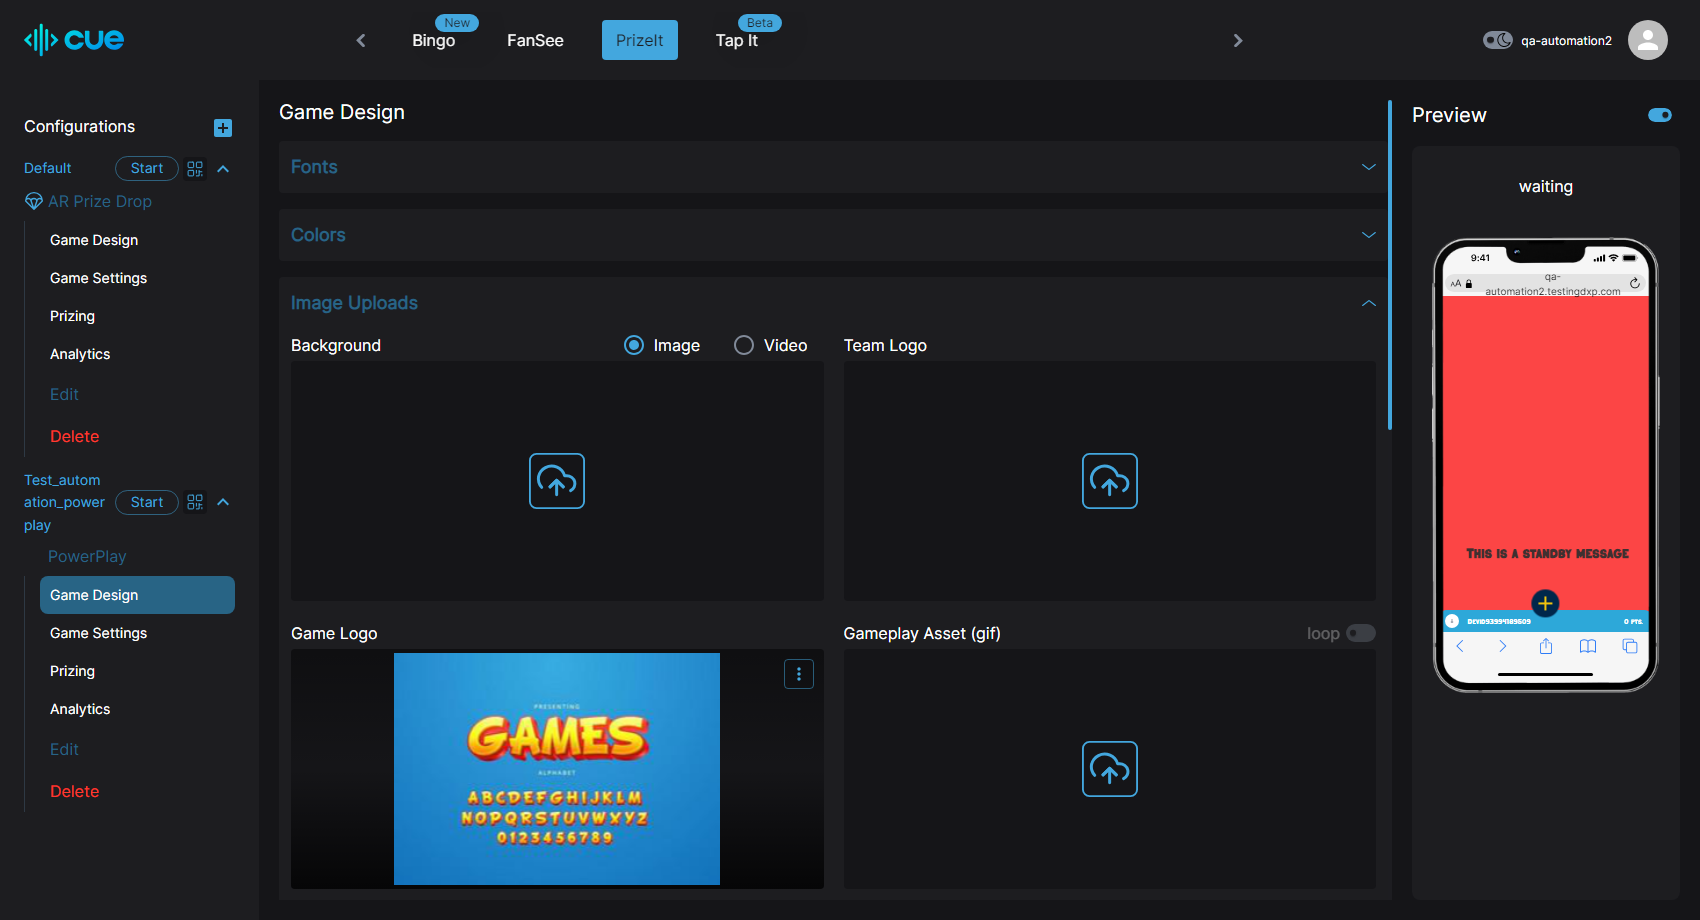 cue
New
Bingo
FanSee
PrizeIt
Beta
Tap It
qa-automation2
Configurations
Default
Start
AR Prize Drop
Game Design
Game Settings
Prizing
Analytics
Edit
Delete
Test_autom
ation_power
play
Start
PowerPlay
Game Design
Game Settings
Prizing
Analytics
Edit
Delete
Game Design
Fonts
Colors
Image Uploads
Background
Image
Video
Team Logo
Game Logo
PRESENTING
GAMES
ALPHABET
ABCDEFGHIJKLM
NOPQRSTUVWXYZ
0123456789
Gameplay Asset (gif)
loop
Preview
waiting
9:41
AA
qa-
automation2.testingdxp.com
THIS IS A STANDBY MESSAGE
0 PTS.